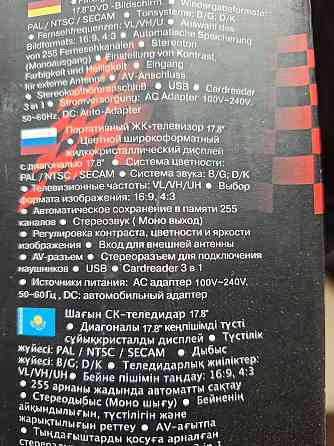 17.8" DVD -Bildschirm ● Wiedergabeformate:
PAL / NTSC / SECAM ● Tonsysteme: B/G; D/K
● Fernsehfrequenzen: VL/VH/U ● Auswahl des
Bildformats: 16:9, 4:3 ● Automatische Speicherung
von 255 Fernsehkanälen ● Stereoton
(Monoausgang) ● Einstellung von Kontrast,
Farbigkeit und Helligkeit ● Eingang
für externe Antenne ● AV-Anschluss
● Stereokopfhöreranschluß ● USB ● Cardreader
3 in 1 ● Stromversorgung: AC Adapter 100V~240V,
50~60Hz, DC: Auto-Adapter
Портативный ЖК-телевизор 17.8"
● Цветной широкоформатный
жидкокристаллический дисплей
с диагональю 17.8" ● Система цветности:
PAL / NTSC / SECAM ● Система звука: B/G; D/K
● Телевизионные частоты: VL/VH/UH ● Выбор
формата изображения: 16:9, 4:3
● Автоматическое сохранение в памяти 255
каналов ● Стереозвук ( Моно выход)
● Регулировка контраста, цветности и яркости
изображения ● Вход для внешней антенны
● AV-разъем ● Стереоразъем для подключения
наушников ● USB ● Cardreader 3 в 1
● Источники питания: AC адаптер 100V~240V,
50-60Гц , DC: автомобильный адаптер
Шағын СК-теледидар 17.8"
● Диагоналы 17.8" кеңпішімді түсті
сұйықкристалды дисплей ● Түстілік
жүйесі: PAL / NTSC / SECAM ● Дыбыс
жүйесі: B/G; D/K ● Теледидарлық жиіліктер:
VL/VH/UH● Бейне пішімін таңдау: 16:9, 4:3
● 255 арнаны жадында автоматты сақтау
● Стереодыбыс (Моно шығу) ● Бейненің
айқындылығын, түстілігін және
жарықтылығын реттеу ● AV-ағытпа
● Тыңдағыштарды қосуға арналған